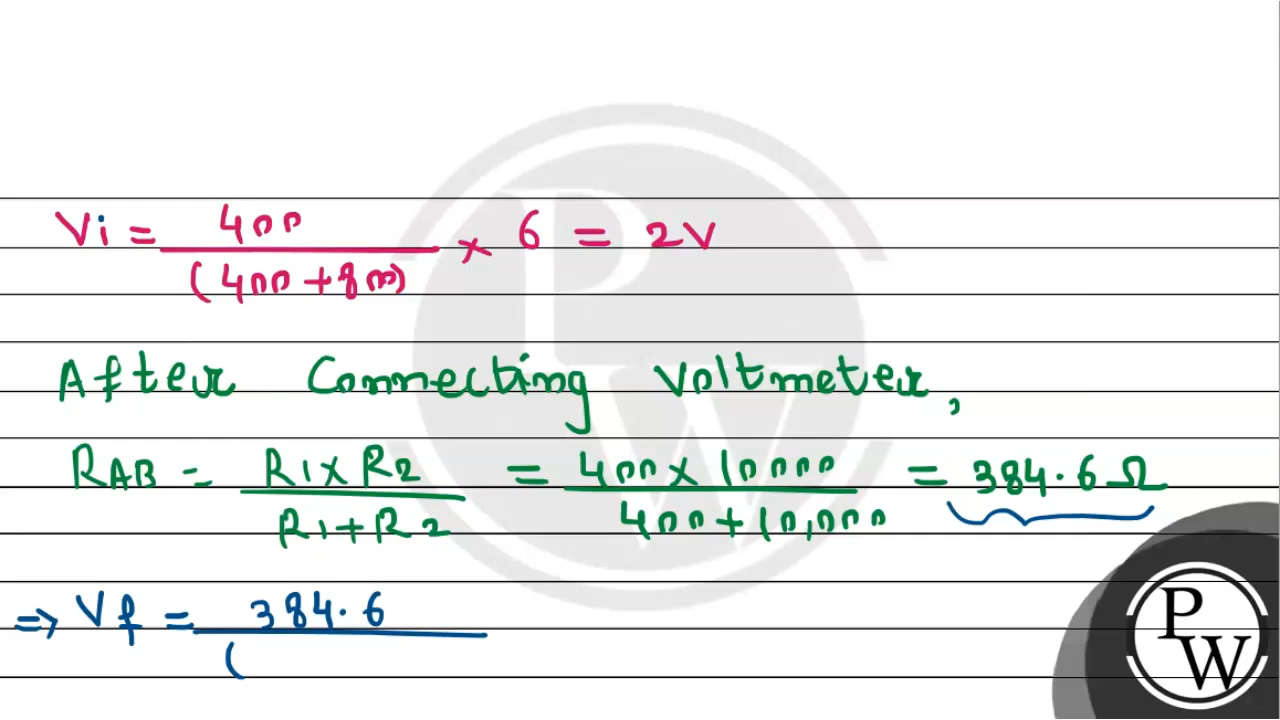 Vi = 400 / (400 + 800) × 6 = 2V
After Connecting Voltmeter,
RAB = R1 × R2 / R1 + R2 = 400 × 10000 / 400 + 10,000 = 384.6 Ω
⇒ Vf = 384.6 / (
PW
PW